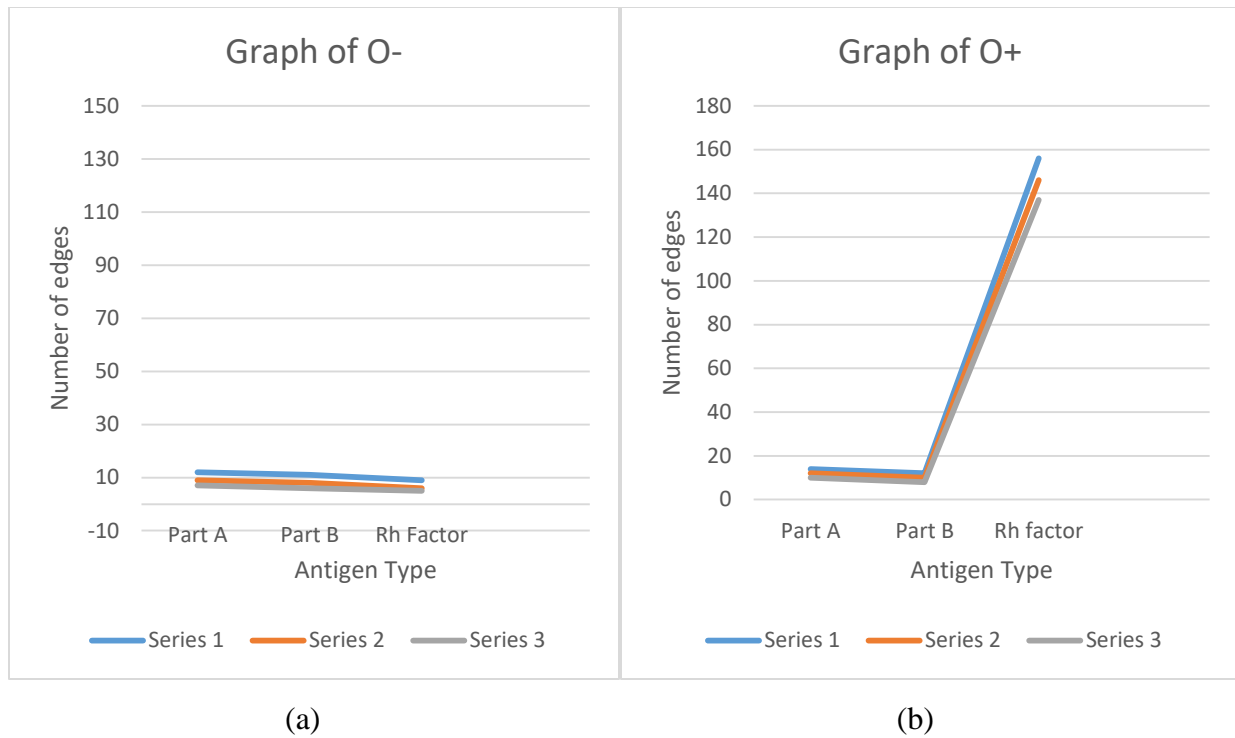 Graph of O-
150
130
110
90
70
50
30
10
-10
Number of edges
Part A Part B Rh Factor
Antigen Type
Series 1 Series 2 Series 3
Graph of O+
180
160
140
120
100
80
60
40
20
0
Number of edges
Part A Part B Rh factor
Antigen Type
Series 1 Series 2 Series 3
(a) (b)